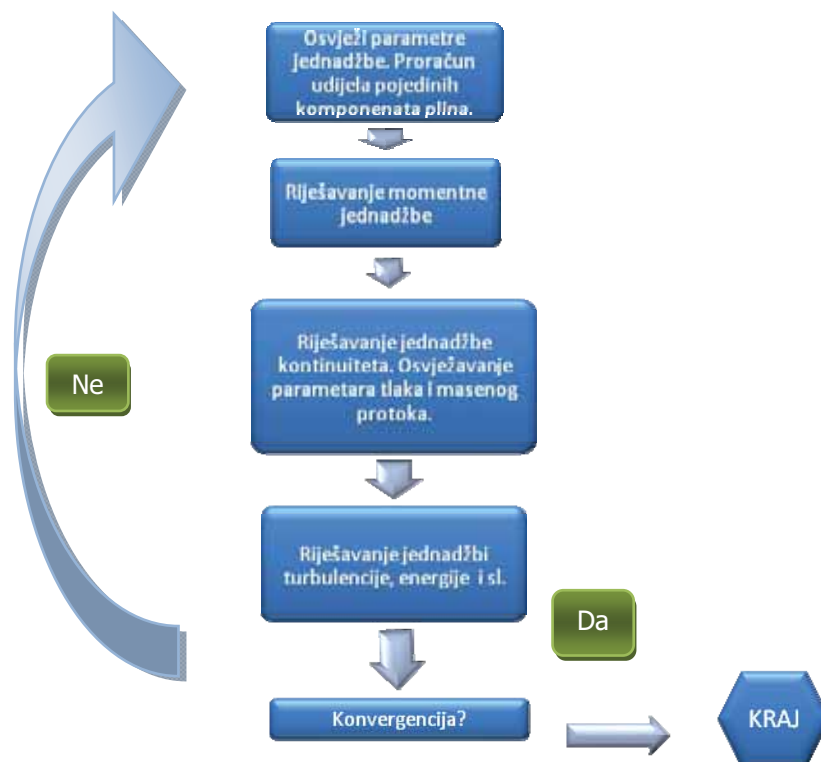 Osvježi parametre
jednadžbe. Proračun
udijela pojedinih
komponenata plina.
Riješavanje momentne
jednadžbe
Riješavanje jednadžbe
kontinuiteta. Osvježavanje
parametara tlaka i masenog
protoka.
Ne
Riješavanje jednadžbi
turbulencije, energije i sl.
Da
Konvergencija?
KRAJ